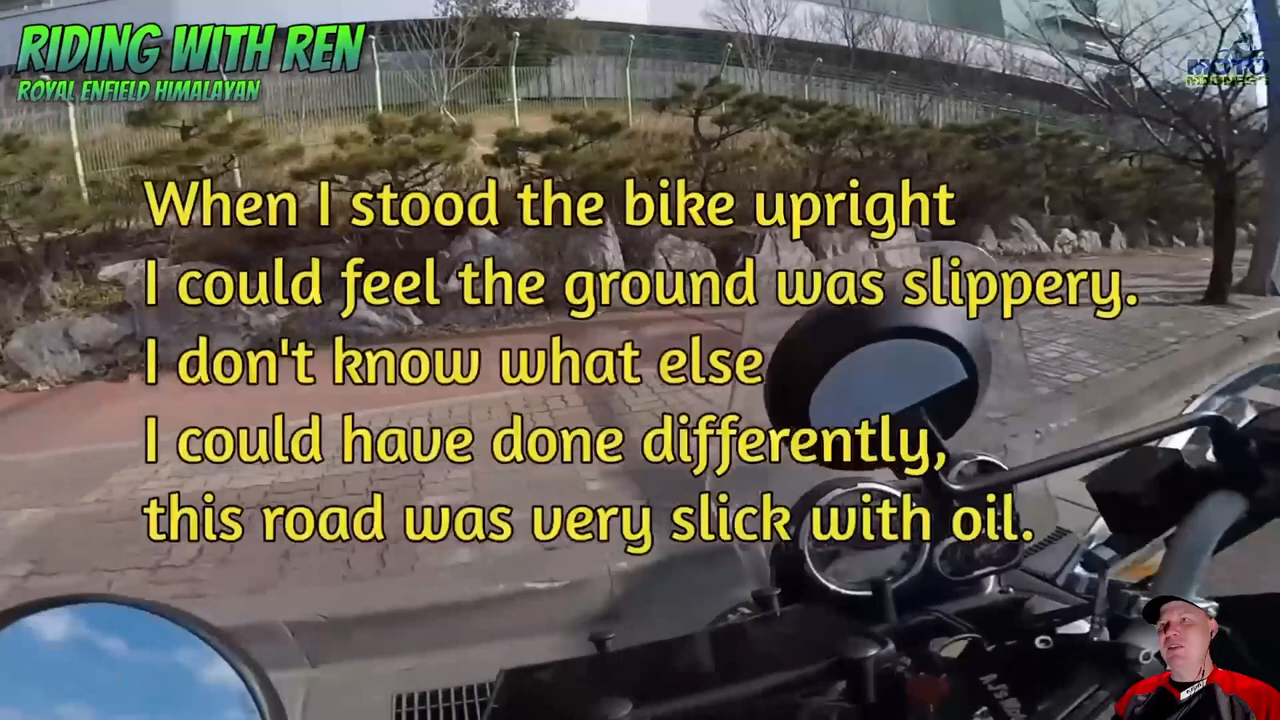 RIDING WITH REN
ROYAL ENFIELD HIMALAYAN
MOTO
When I stood the bike upright
I could feel the ground was slippery.
I don't know what else
I could have done differently,
this road was very slick with oil.